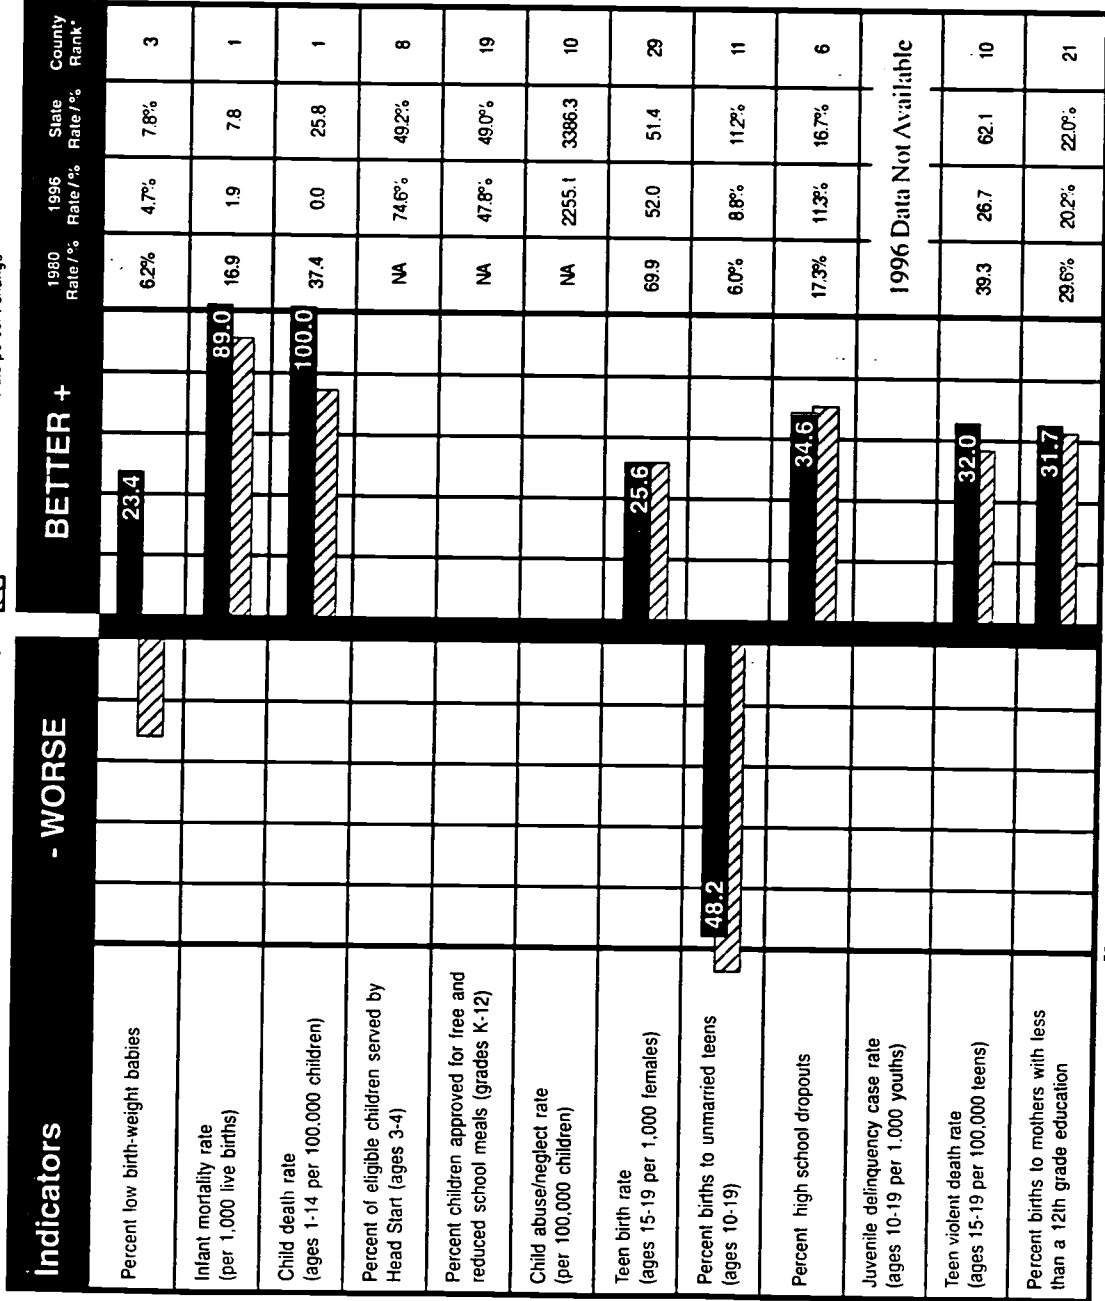 Indicators - WORSE BETTER + 1980 Rate/% 1996 Rate/% State Rate/% County Rank*
Percent low birth-weight babies 23.4 6.2% 4.7% 7.8% 3
Infant mortality rate
(per 1,000 live births) 89.0 16.9 1.9 7.8 1
Child death rate
(ages 1-14 per 100,000 children) 100.0 37.4 0.0 25.8 1
Percent of eligible children served by
Head Start (ages 3-4) NA 74.6% 49.2% 8
Percent children approved for free and
reduced school meals (grades K-12) NA 47.8% 49.0% 19
Child abuse/neglect rate
(per 100,000 children) NA 2255.1 3386.3 10
Teen birth rate
(ages 15-19 per 1,000 females) 25.6 69.9 52.0 51.4 29
Percent births to unmarried teens
(ages 10-19) 48.2 6.0% 8.8% 11.2% 11
Percent high school dropouts 34.6 17.3% 11.3% 16.7% 6
Juvenile delinquency case rate
(ages 10-19 per 1,000 youths) 1996 Data Not Available
Teen violent death rate
(ages 15-19 per 100,000 teens) 32.0 39.3 26.7 62.1 10
Percent births to mothers with less
than a 12th grade education 31.7 29.6% 20.2% 22.0% 21